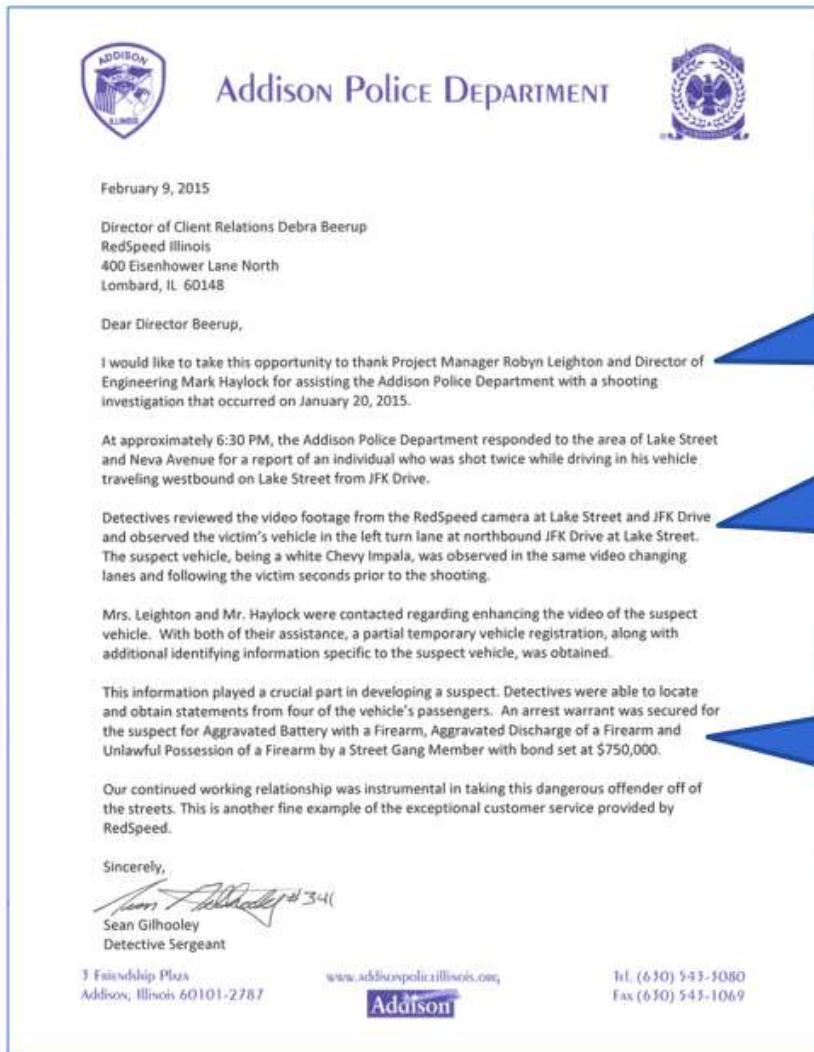 ADDISON
ILLINOIS
Addison Police Department
February 9, 2015
Director of Client Relations Debra Beerup
RedSpeed Illinois
400 Eisenhower Lane North
Lombard, IL 60148
Dear Director Beerup,
I would like to take this opportunity to thank Project Manager Robyn Leighton and Director of
Engineering Mark Haylock for assisting the Addison Police Department with a shooting
investigation that occurred on January 20, 2015.
At approximately 6:30 PM, the Addison Police Department responded to the area of Lake Street
and Neva Avenue for a report of an individual who was shot twice while driving in his vehicle
traveling westbound on Lake Street from JFK Drive.
Detectives reviewed the video footage from the RedSpeed camera at Lake Street and JFK Drive
and observed the victim's vehicle in the left turn lane at northbound JFK Drive at Lake Street.
The suspect vehicle, being a white Chevy Impala, was observed in the same video changing
lanes and following the victim seconds prior to the shooting.
Mrs. Leighton and Mr. Haylock were contacted regarding enhancing the video of the suspect
vehicle. With both of their assistance, a partial temporary vehicle registration, along with
additional identifying information specific to the suspect vehicle, was obtained.
This information played a crucial part in developing a suspect. Detectives were able to locate
and obtain statements from four of the vehicle's passengers. An arrest warrant was secured for
the suspect for Aggravated Battery with a Firearm, Aggravated Discharge of a Firearm and
Unlawful Possession of a Firearm by a Street Gang Member with bond set at $750,000.
Our continued working relationship was instrumental in taking this dangerous offender off of
the streets. This is another fine example of the exceptional customer service provided by
RedSpeed.
Sincerely,
#341
Sean Gilhooley
Detective Sergeant
3 Friendship Plaza
Addison, Illinois 60101-2787
www.addisonpoliceillinois.org
Addison
Tel. (630) 543-3080
Fax (630) 543-1069